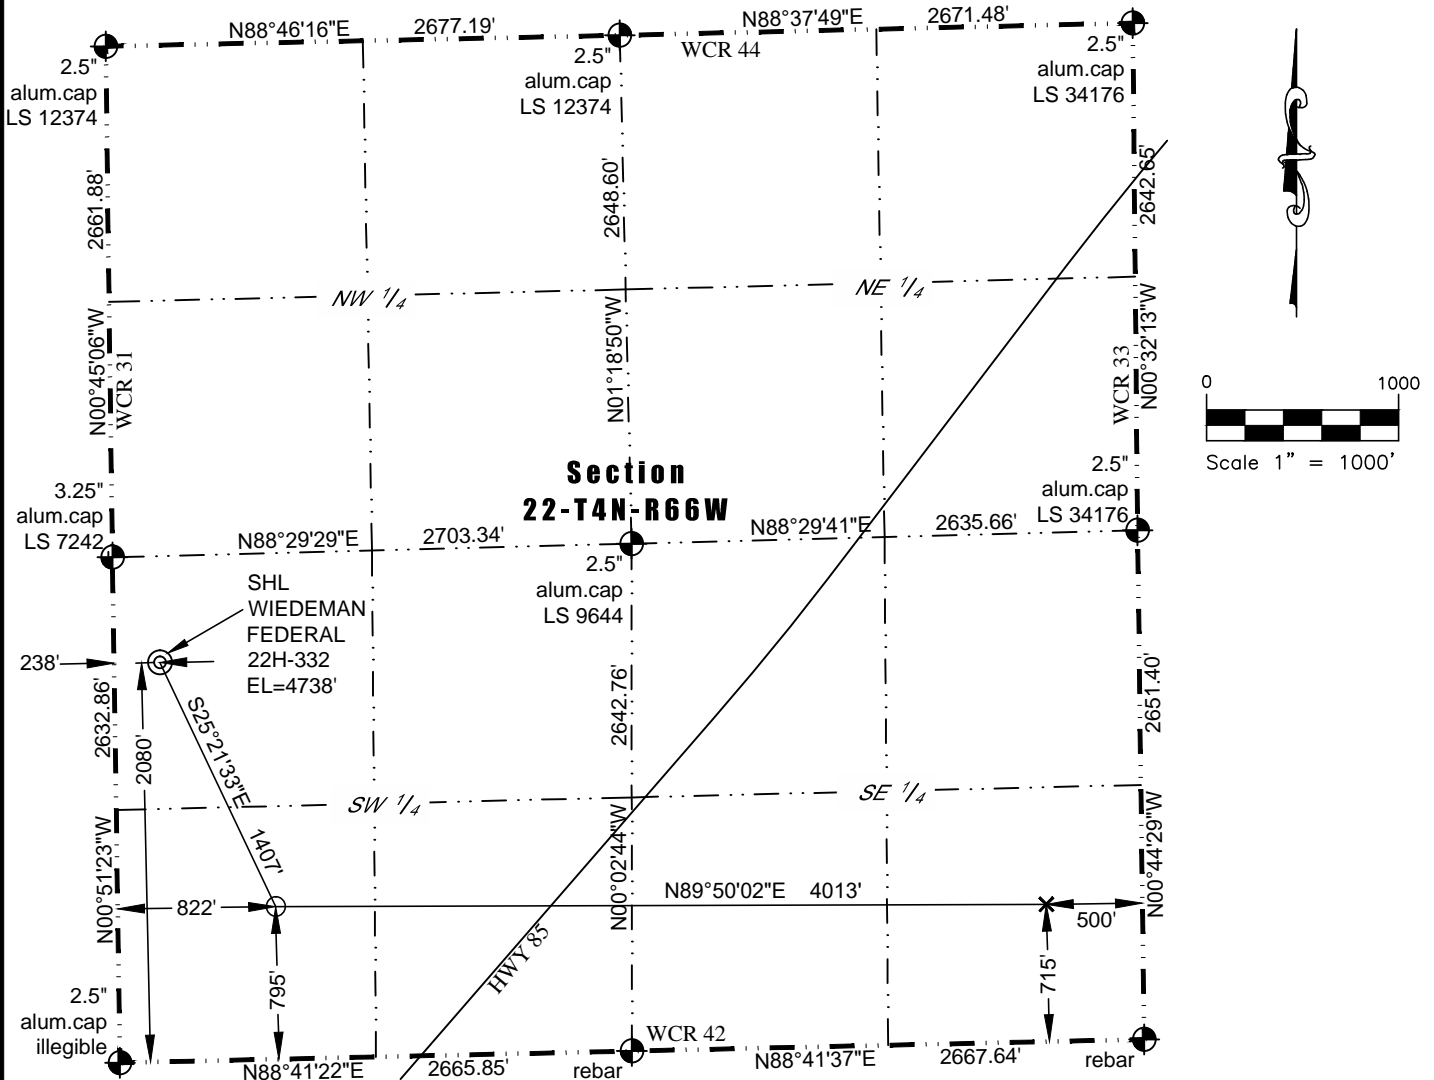 N88°46'16"E
2677.19'
N88°37'49"E
2671.48'
WCR 44
2.5"
alum.cap
LS 12374
2.5"
alum.cap
LS 12374
2.5"
alum.cap
LS 34176
2661.88'
2648.60'
2642.65'
NW 1/4
NE 1/4
N00°45'06"W
WCR 31
N01°18'50"W
WCR 33
N00°32'13"W
0
1000
Scale 1" = 1000'
Section
22-T4N-R66W
3.25"
alum.cap
LS 7242
2.5"
alum.cap
LS 34176
N88°29'29"E
2703.34'
N88°29'41"E
2635.66'
2.5"
alum.cap
LS 9644
SHL
WIEDEMAN
FEDERAL
22H-332
EL=4738'
238'
2632.86'
2080'
S25°21'33"E
1407'
2642.76'
2651.40'
SW 1/4
SE 1/4
N00°51'23"W
N00°02'44"W
N00°44'29"W
822'
N89°50'02"E 4013'
500'
795'
HWY 85
715'
2.5"
alum.cap
illegible
WCR 42
N88°41'22"E
2665.85'
rebar
N88°41'37"E
2667.64'
rebar